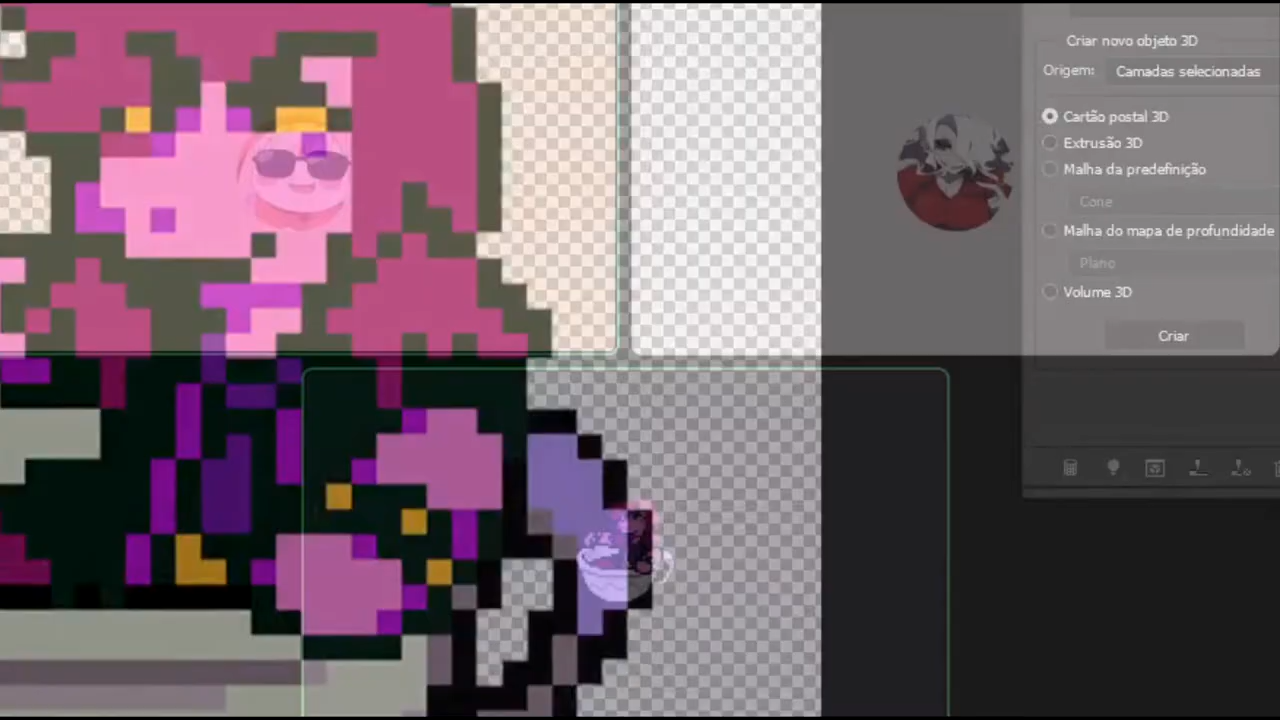 Criar novo objeto 3D
Origem: Camadas selecionadas
Cartão postal 3D
Extrusão 3D
Malha da predefinição
Cone
Malha do mapa de profundidade
Plano
Volume 3D
Criar